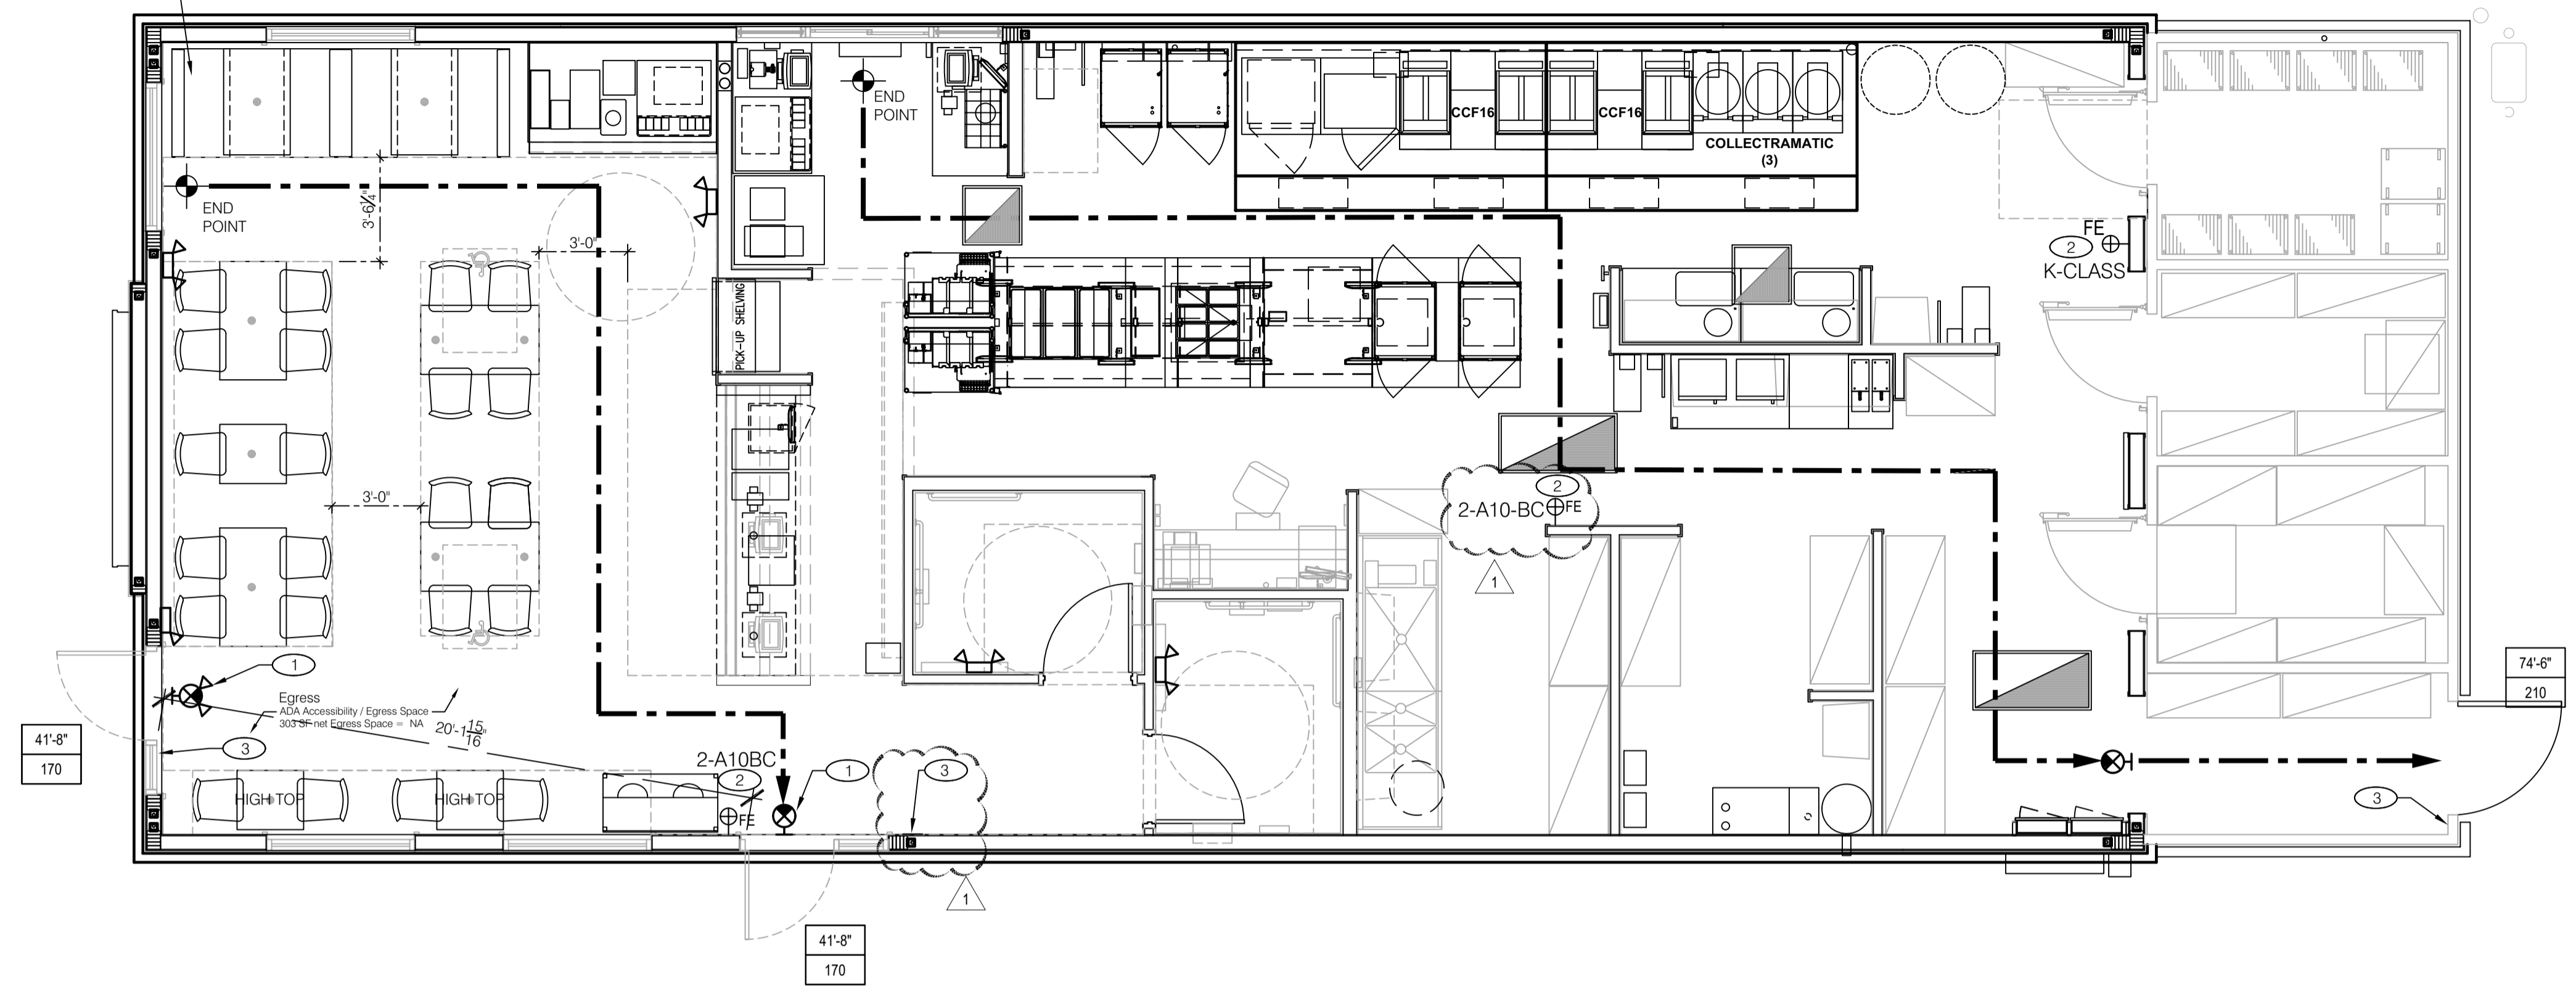 END
POINT
CCF16
CCF16
COLLECTRAMATIC
(3)
END
POINT
3'-6¼"
3'-0"
FE
2
K-CLASS
PICK-UP SHELVING
3'-0"
2
2-A10-BC
FE
1
1
Egress
ADA Accessibility / Egress Space
303 SF net Egress Space = NA
20'-1 15/16"
3
41'-8"
170
74'-6"
210
2-A10BC
2
1
3
FE
HIGH TOP
HIGH TOP
3
1
41'-8"
170